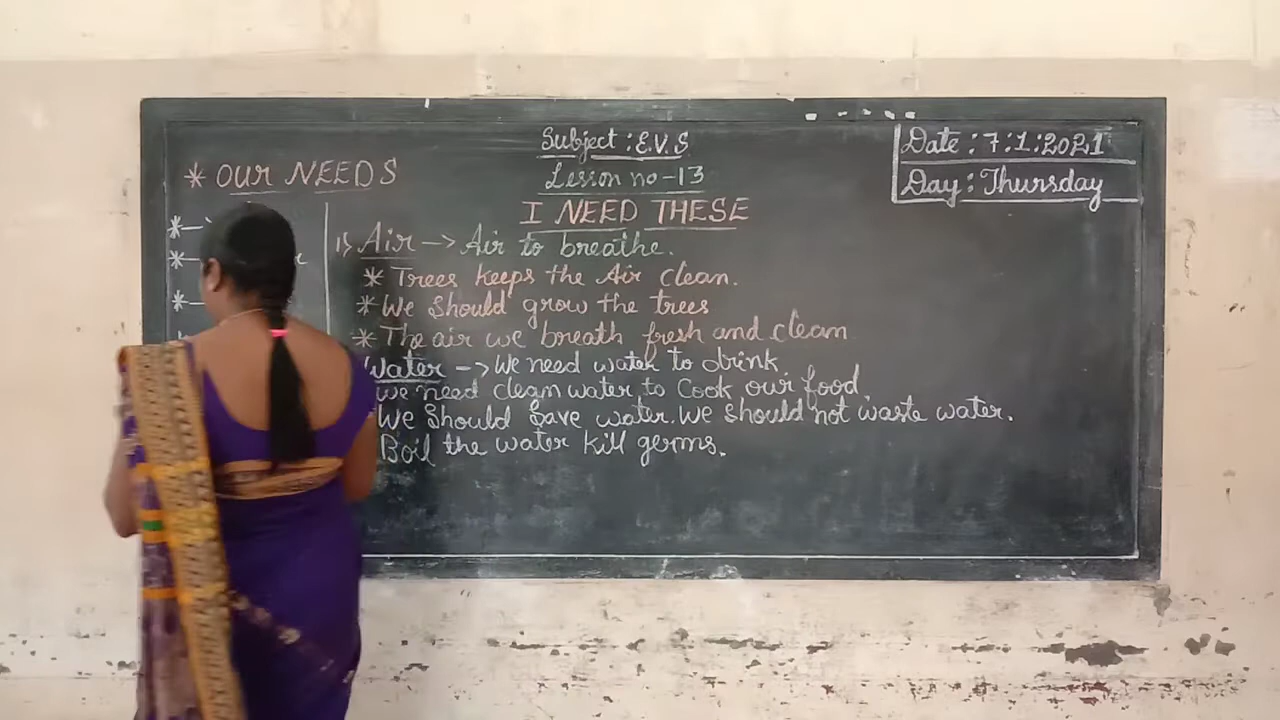 Subject : E.V.S
Date : 7:1:2021
Lesson no-13
Day : Thursday
* OUR NEEDS
I NEED THESE
1) Air -> Air to breathe.
* Trees keeps the Air clean.
* We Should grow the trees
* The air we breath fresh and clean
Water -> We need water to drink.
we need clean water to Cook our food
We Should Save water. We Should not waste water.
Boil the water kill germs.